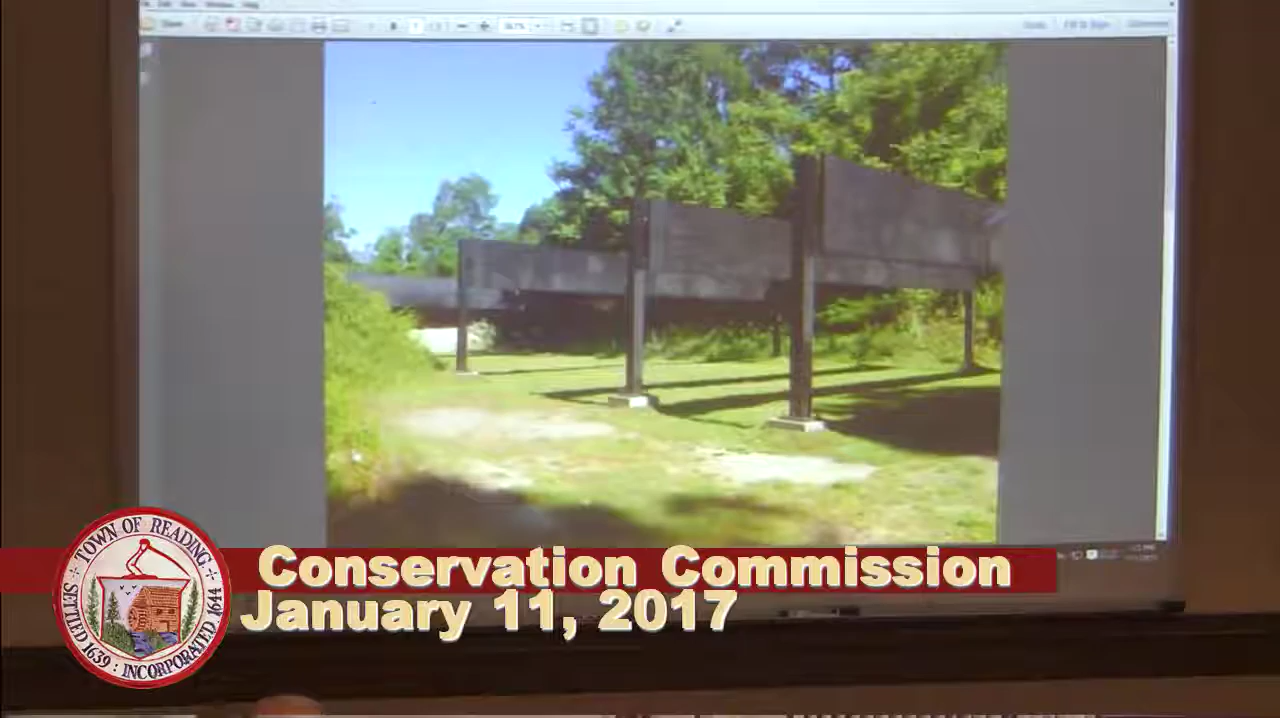 Conservation Commission
January 11, 2017
TOWN OF READING
SETTLED 1639 : INCORPORATED 1644